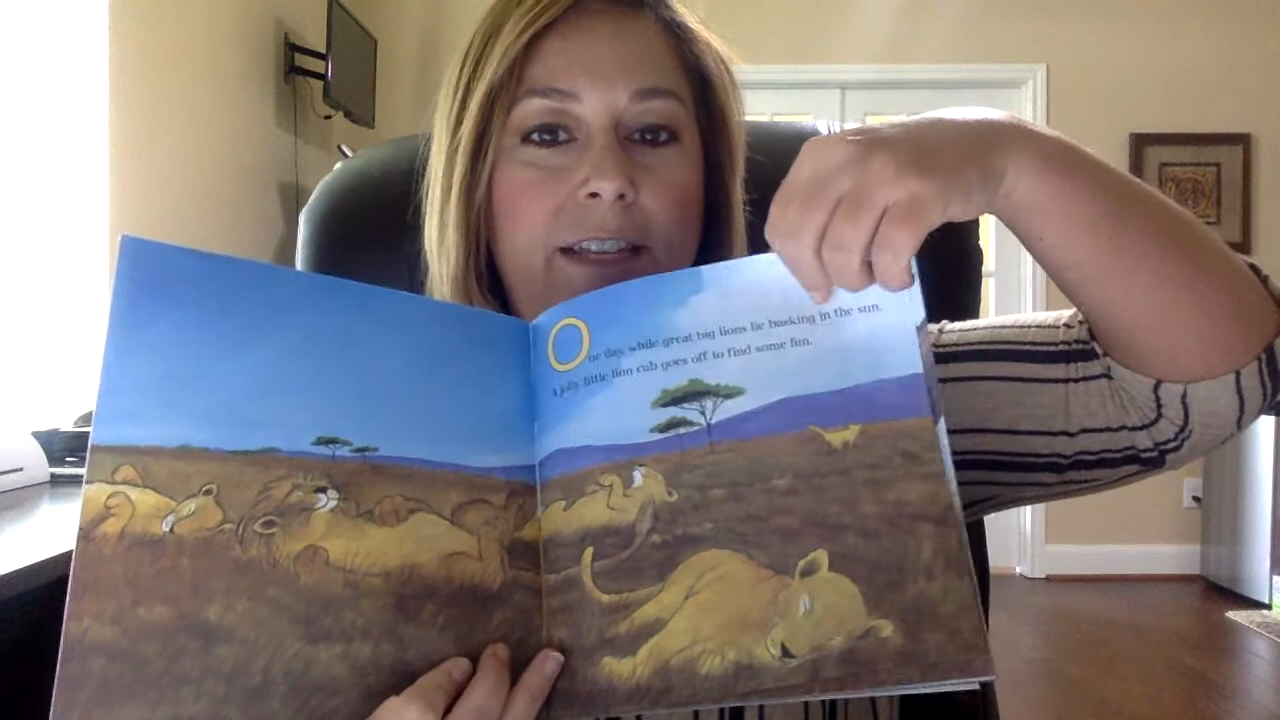 One day, while great big lions lie basking in the sun,
A jolly little lion cub goes off to find some fun.